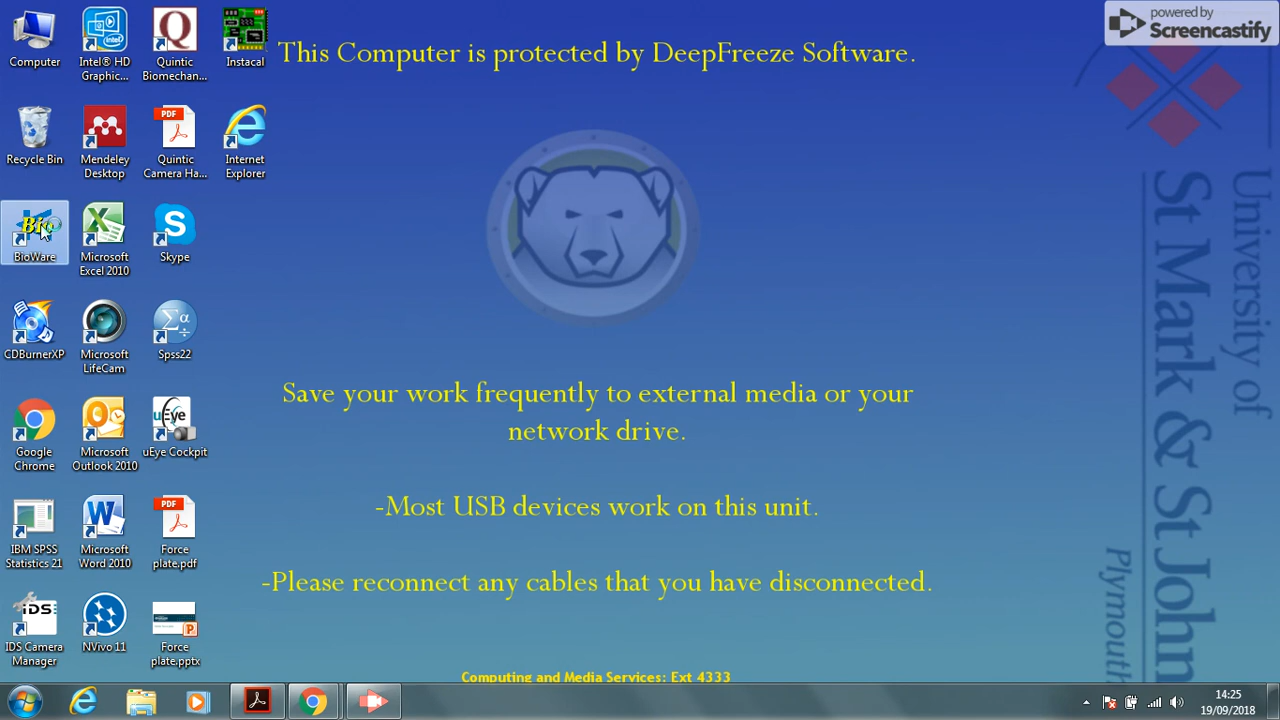 powered by
Screencastify
This Computer is protected by DeepFreeze Software.
Computer
Intel® HD
Graphic...
Quintic
Biomechan...
Instacal
Recycle Bin
Mendeley
Desktop
PDF
Quintic
Camera Ha...
Internet
Explorer
Bio
BioWare
Microsoft
Excel 2010
Skype
CDBurnerXP
Microsoft
LifeCam
Spss22
Google
Chrome
Microsoft
Outlook 2010
uEye
uEye Cockpit
IBM SPSS
Statistics 21
Microsoft
Word 2010
PDF
Force
plate.pdf
iDS
IDS Camera
Manager
NVivo 11
Force
plate.pptx
Save your work frequently to external media or your
network drive.
-Most USB devices work on this unit.
-Please reconnect any cables that you have disconnected.
Computing and Media Services: Ext 4333
University of
St Mark & St John
Plymouth
14:25
19/09/2018